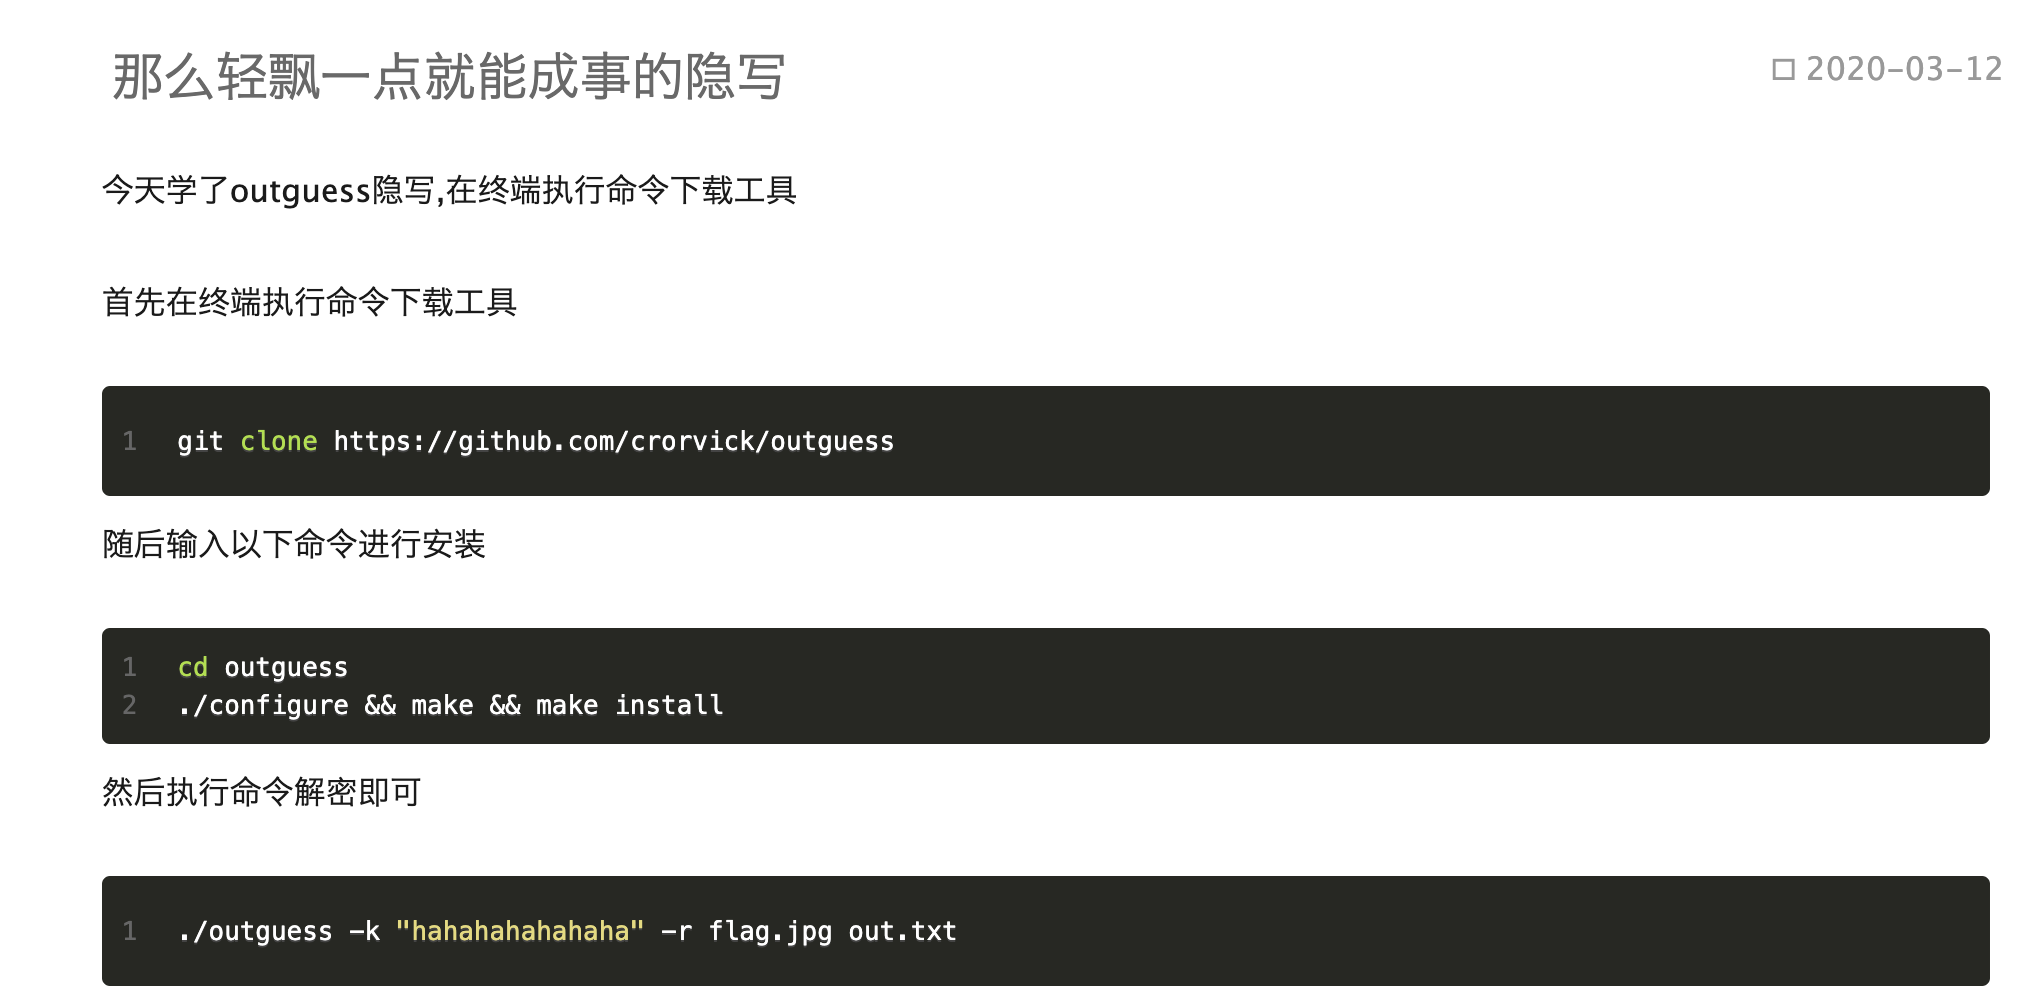 那么轻飘一点就能成事的隐写
□ 2020-03-12
今天学了outguess隐写,在终端执行命令下载工具
首先在终端执行命令下载工具
1 git clone https://github.com/crorvick/outguess
随后输入以下命令进行安装
1 cd outguess
2 ./configure && make && make install
然后执行命令解密即可
1 ./outguess -k "hahahahahahaha" -r flag.jpg out.txt